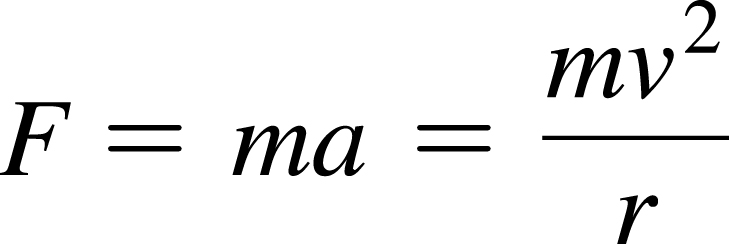 F = ma = mv²/r